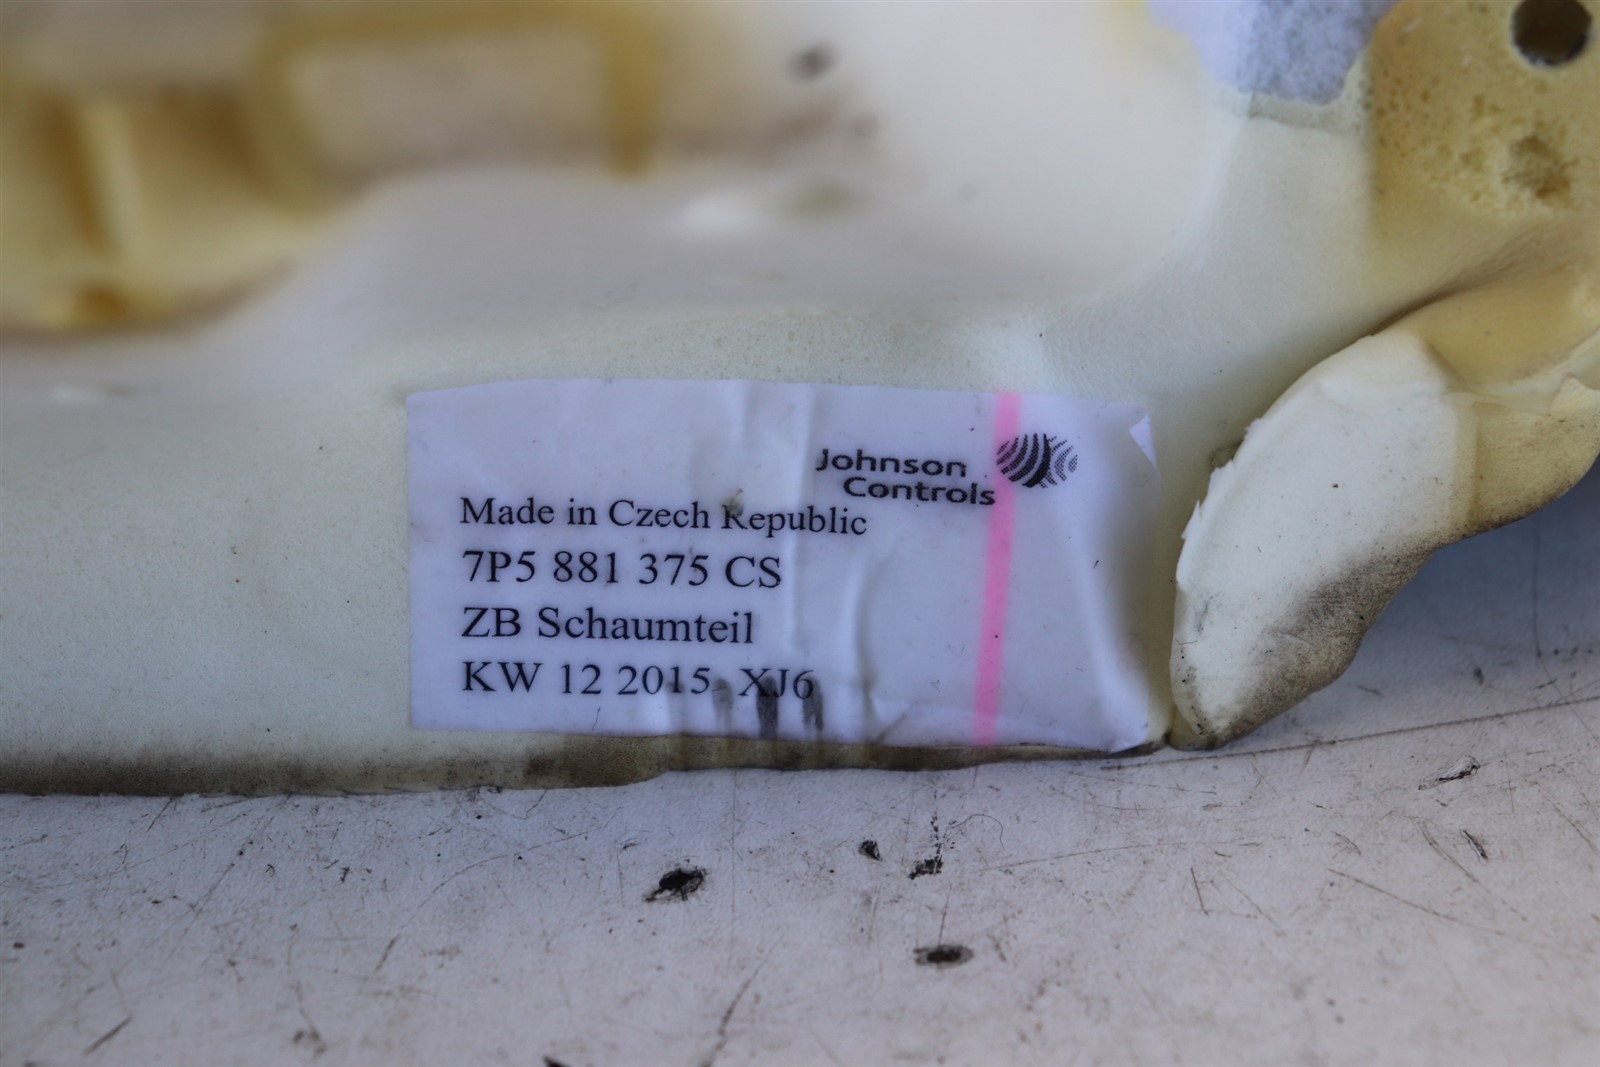 Johnson
Controls
Made in Czech Republic
7P5 881 375 CS
ZB Schaumteil
KW 12 2015 XJ6